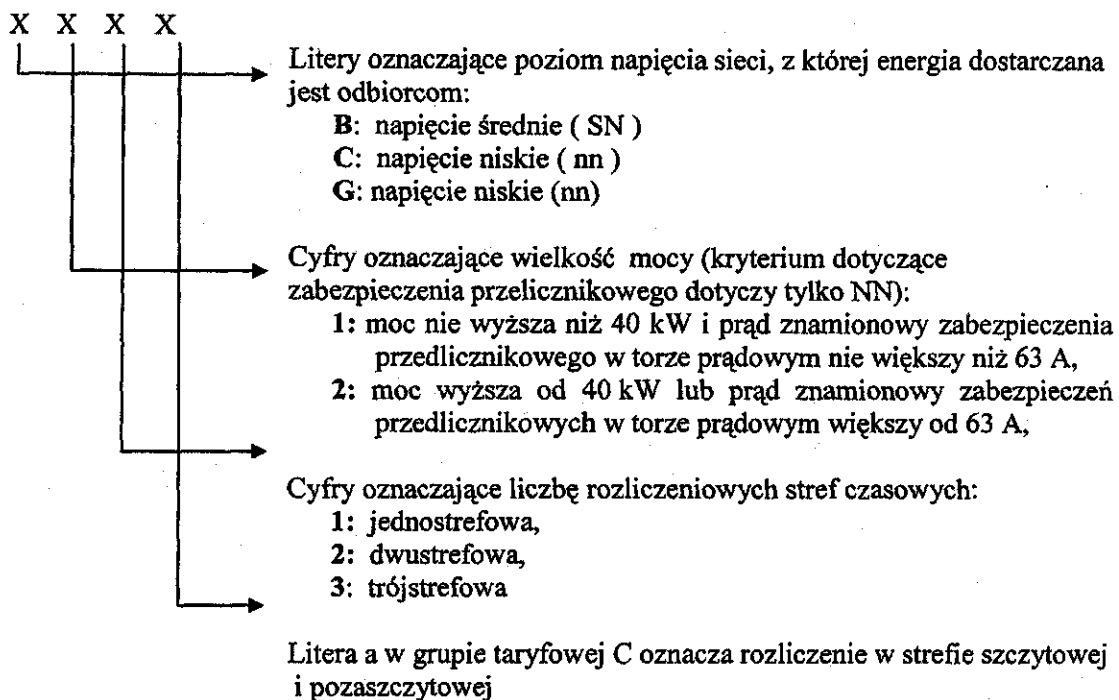 X X X X
Litery oznaczające poziom napięcia sieci, z której energia dostarczana
jest odbiorcom:
B: napięcie średnie ( SN )
C: napięcie niskie ( nn )
G: napięcie niskie (nn)
Cyfry oznaczające wielkość mocy (kryterium dotyczące
zabezpieczenia przelicznikowego dotyczy tylko NN):
1: moc nie wyższa niż 40 kW i prąd znamionowy zabezpieczenia
przedlicznikowego w torze prądowym nie większy niż 63 A,
2: moc wyższa od 40 kW lub prąd znamionowy zabezpieczeń
przedlicznikowych w torze prądowym większy od 63 A,
Cyfry oznaczające liczbę rozliczeniowych stref czasowych:
1: jednostrefowa,
2: dwustrefowa,
3: trójstrefowa
Litera a w grupie taryfowej C oznacza rozliczenie w strefie szczytowej
i pozaszczytowej